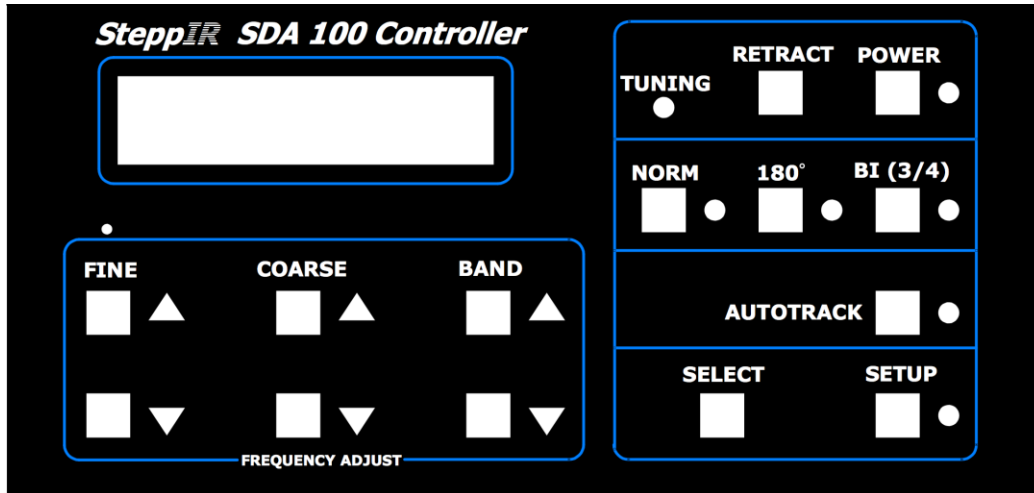 SteppIR SDA 100 Controller
TUNING
RETRACT
POWER
NORM
180°
BI (3/4)
FINE
COARSE
BAND
AUTOTRACK
SELECT
SETUP
FREQUENCY ADJUST